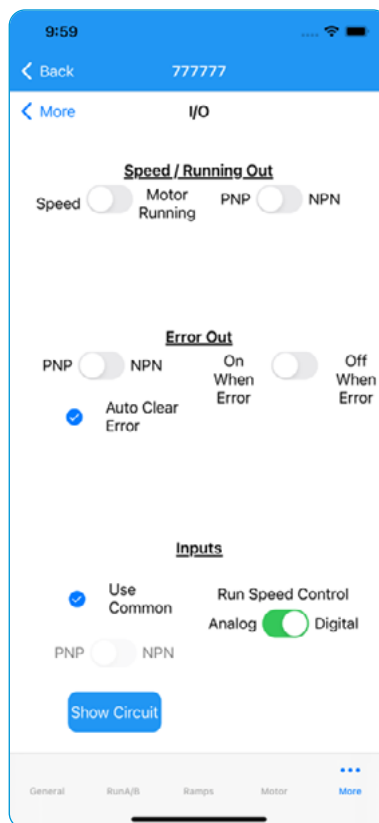 9:59
Back 777777
More I/O
Speed / Running Out
Speed Motor Running PNP NPN
Error Out
PNP NPN On When Error Off When Error
Auto Clear Error
Inputs
Use Common Run Speed Control
Analog Digital
PNP NPN
Show Circuit
General RunA/B Ramps Motor More